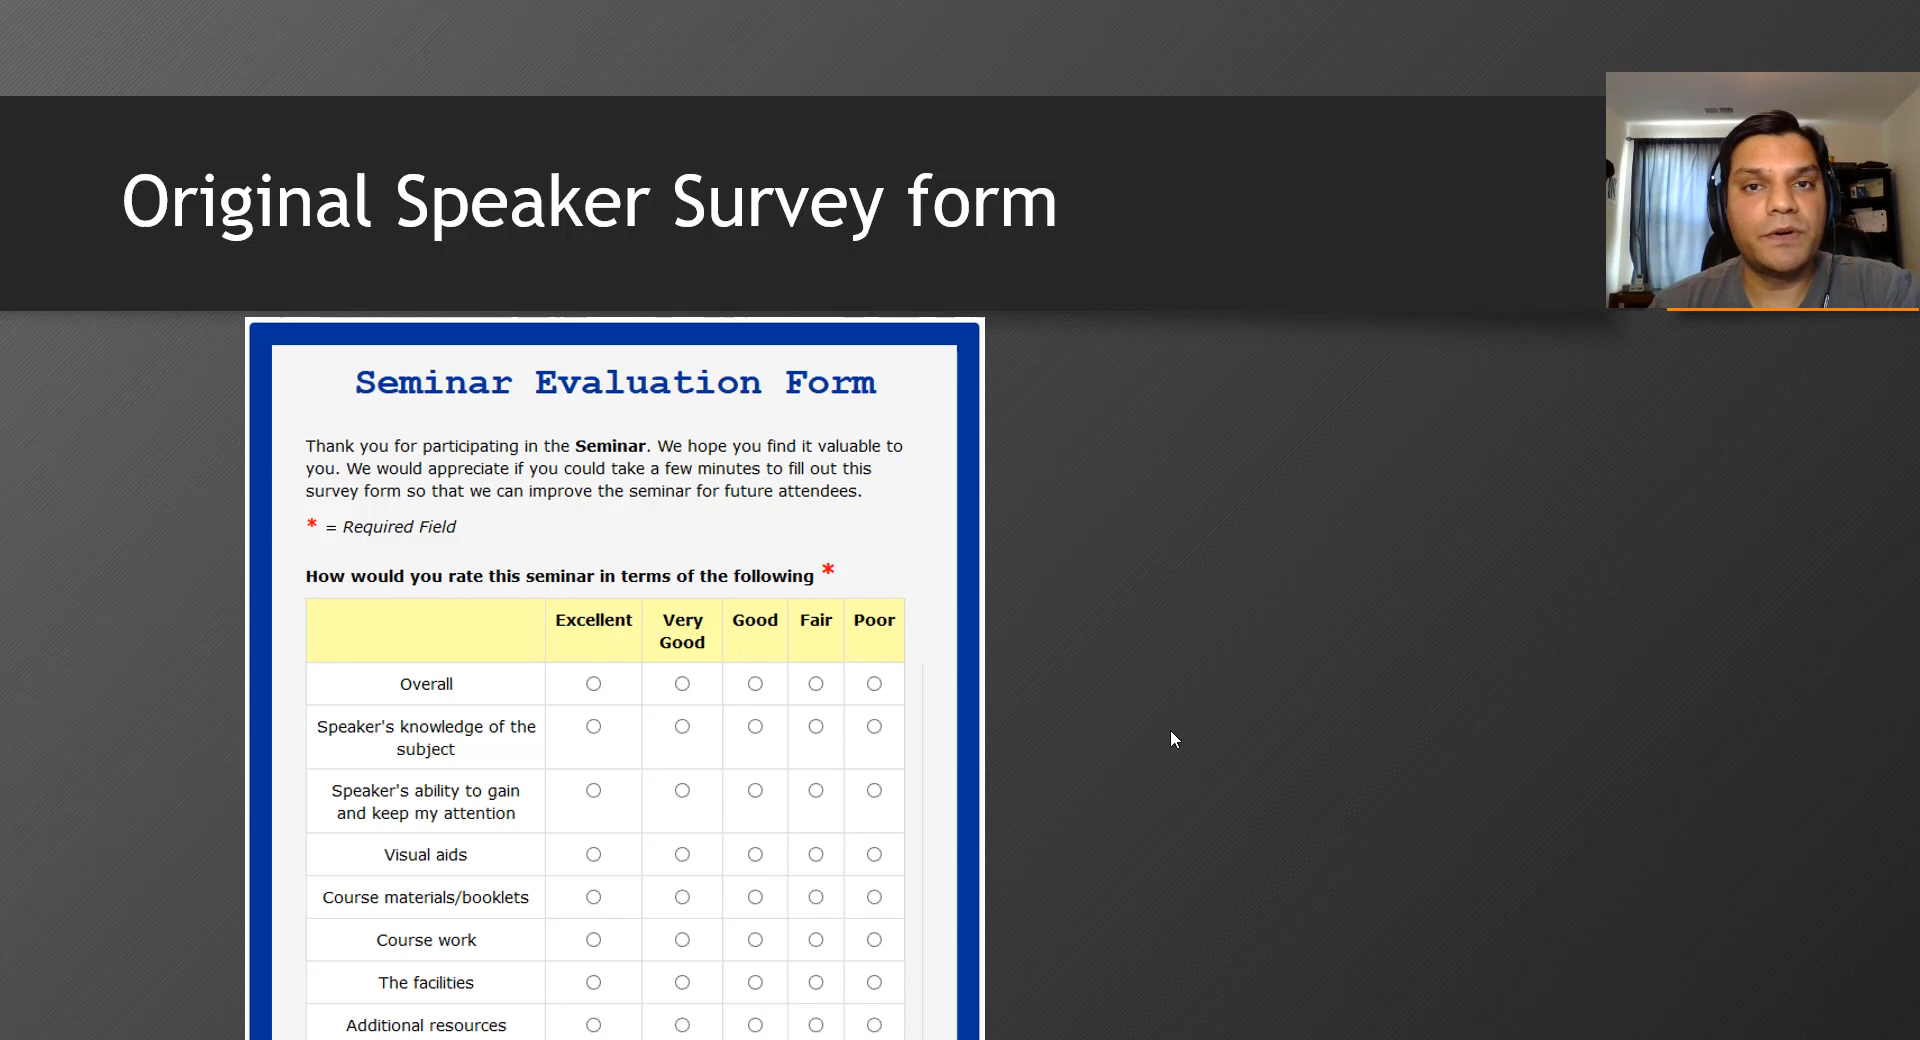 Original Speaker Survey form
Seminar Evaluation Form
Thank you for participating in the Seminar. We hope you find it valuable to
you. We would appreciate if you could take a few minutes to fill out this
survey form so that we can improve the seminar for future attendees.
* = Required Field
How would you rate this seminar in terms of the following *
Excellent Very Good Good Fair Poor
Overall
Speaker's knowledge of the
subject
Speaker's ability to gain
and keep my attention
Visual aids
Course materials/booklets
Course work
The facilities
Additional resources